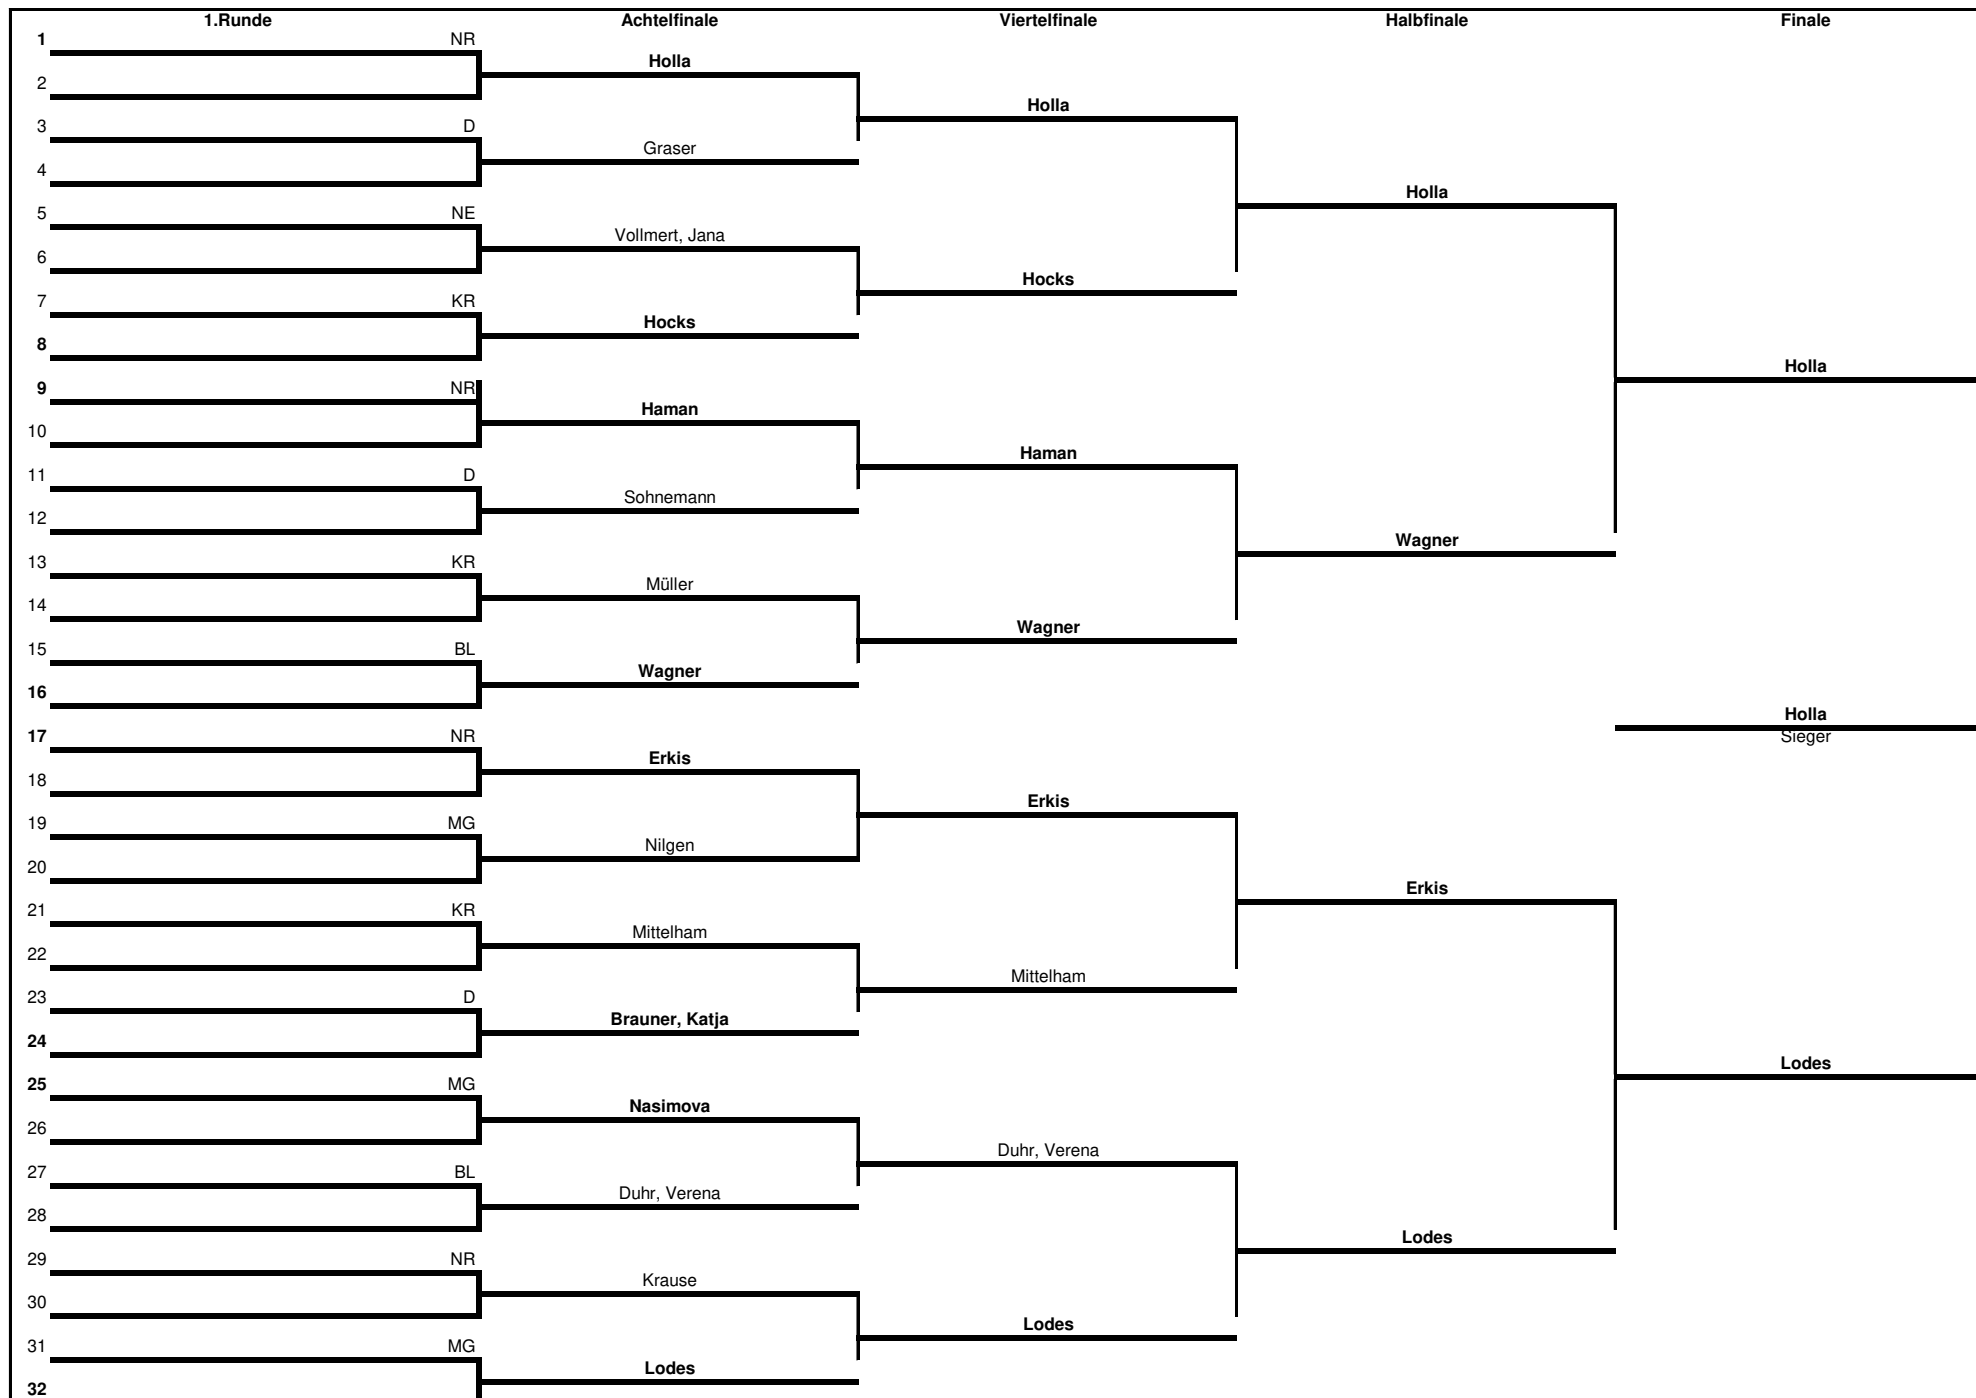 1.Runde Achtelfinale Viertelfinale Halbfinale Finale
1 NR
Holla
2
Holla
3 D
Graser
4
Holla
5 NE
Vollmert, Jana
6
Hocks
7 KR
Hocks
8
Holla
9 NR
Haman
10
Haman
11 D
Sohnemann
12
Wagner
13 KR
Müller
14
Wagner
15 BL
Wagner
16
Holla
Sieger
17 NR
Erkis
18
Erkis
19 MG
Nilgen
20
Erkis
21 KR
Mittelham
22
Mittelham
23 D
Brauner, Katja
24
Lodes
25 MG
Nasimova
26
Duhr, Verena
27 BL
Duhr, Verena
28
Lodes
29 NR
Krause
30
Lodes
31 MG
Lodes
32